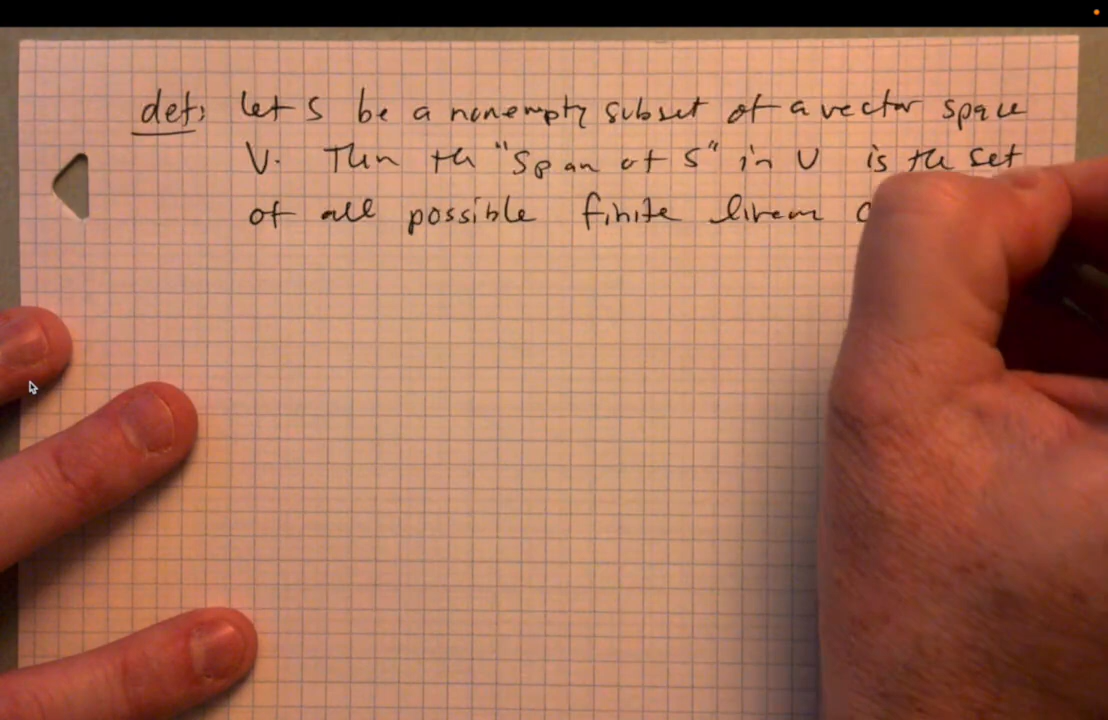 def: Let S be a nonempty subset of a vector space
V. Then the "Span of S" in V is the set
of all possible finite linear